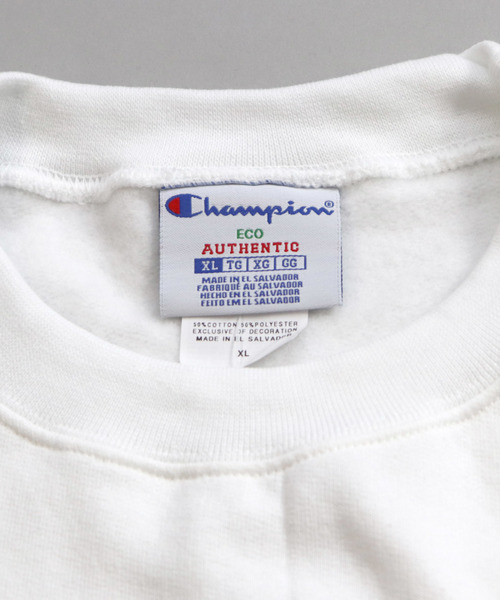 Champion®
ECO
AUTHENTIC
XL TG XG GG
MADE IN EL SALVADOR
FABRIQUÉ AU SALVADOR
HECHO EN EL SALVADOR
FEITO EM EL SALVADOR
50%COTTON 50%POLYESTER
EXCLUSIVE OF DECORATION
MADE IN EL SALVADOR
XL